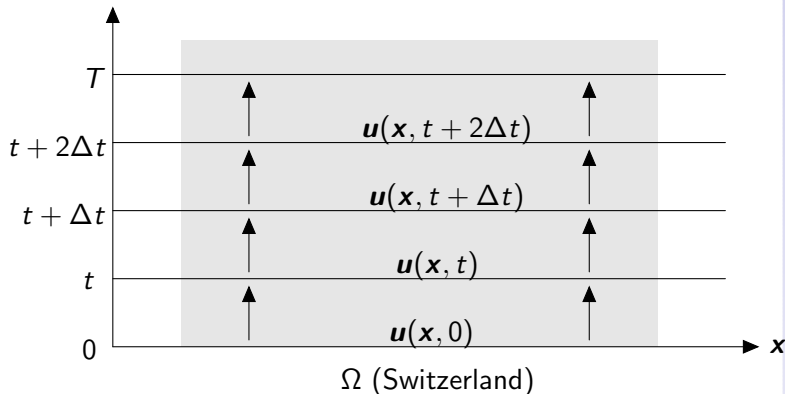 T
u(x, t + 2Δt)
t + 2Δt
u(x, t + Δt)
t + Δt
u(x, t)
t
u(x, 0)
0
x
Ω (Switzerland)